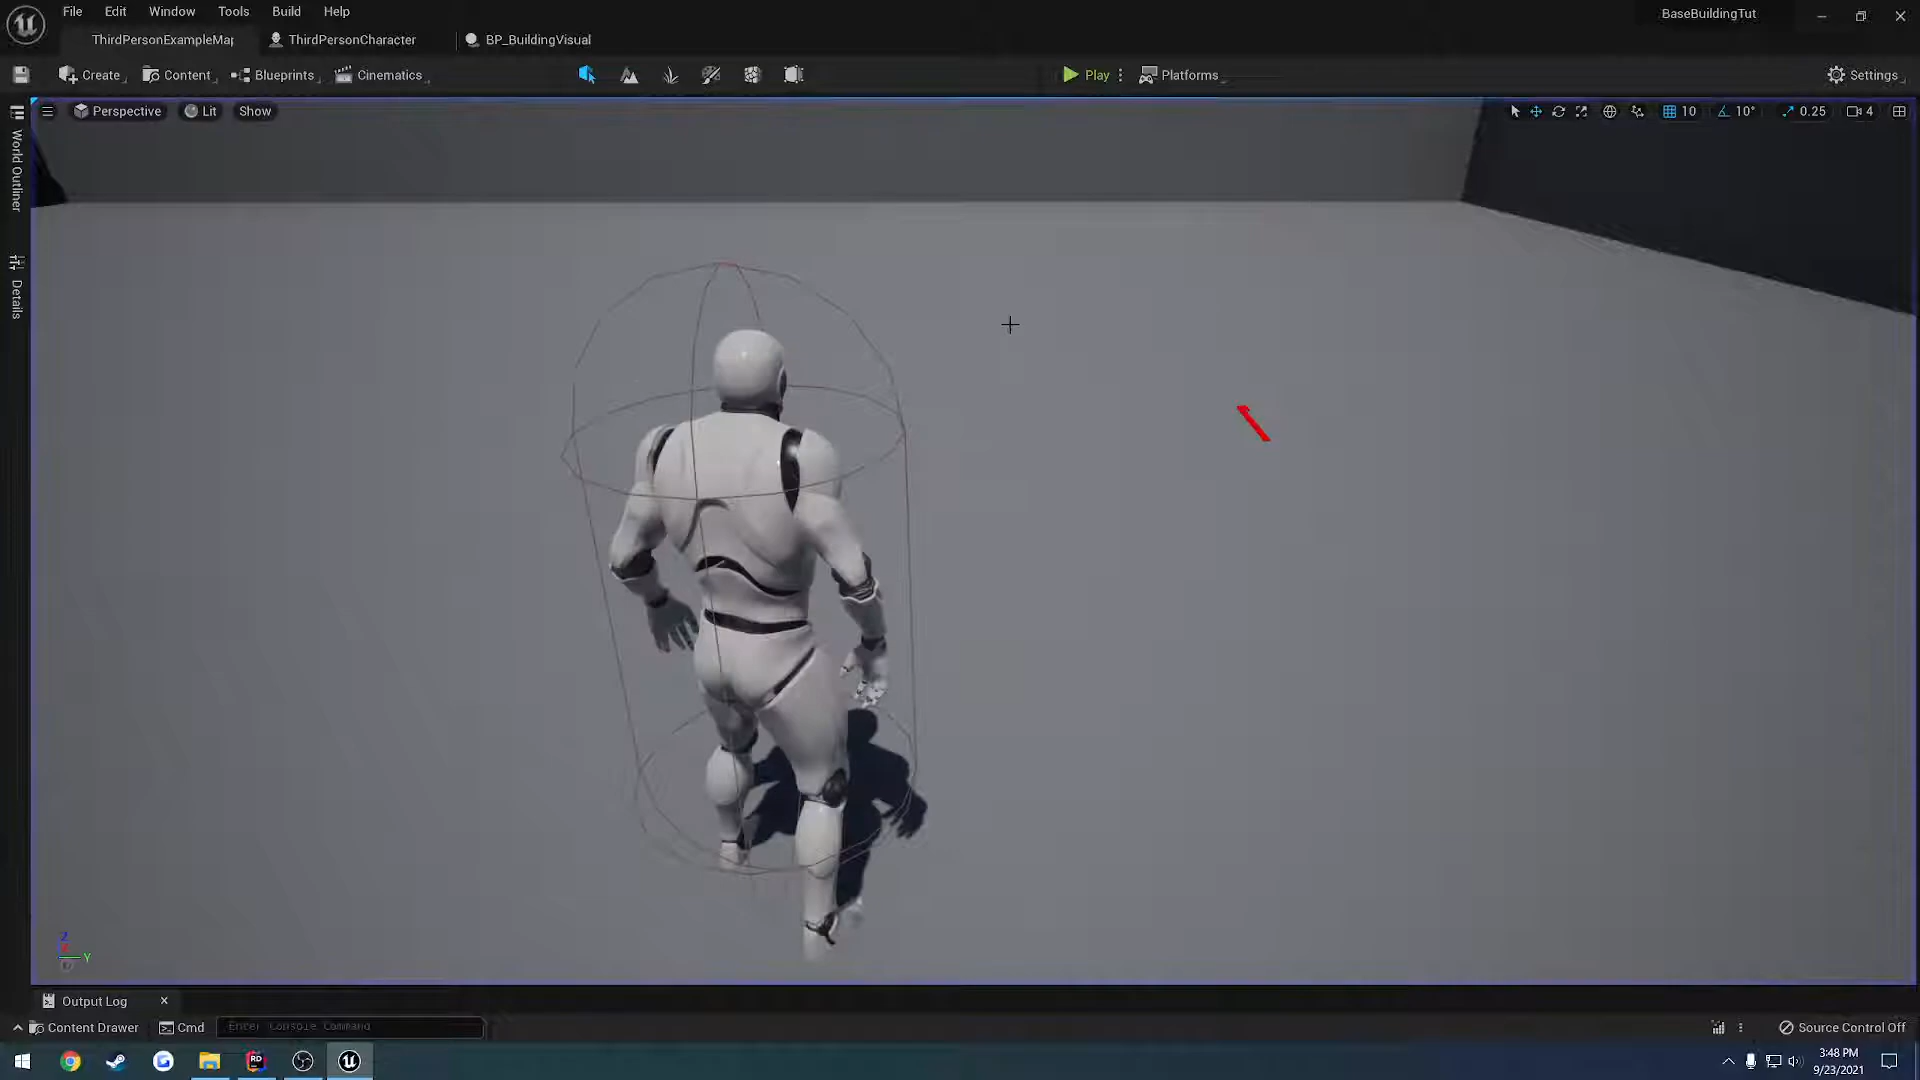 File Edit Window Tools Build Help
BaseBuildingTut
ThirdPersonExampleMap ThirdPersonCharacter BP_BuildingVisual
Create Content Blueprints Cinematics Play Platforms Settings
Perspective Lit Show 10 10° 0.25 4
World Outliner
Details
Z
Y
Output Log
Content Drawer Cmd Enter Console Command Source Control Off
RD
3:48 PM
9/23/2021